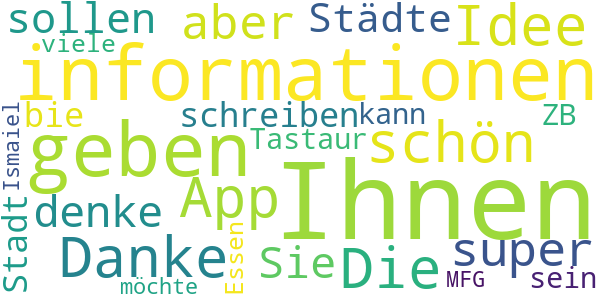 sollen
aber
Städte
Idee
viele
informationen
Ismaiel
bie
schreiben
kann
ZB
geben
Tastaur
schön
Ihnen
App
Stadt
denke
Danke
Essen
Sie
Die
super
möchte
MFG
sein